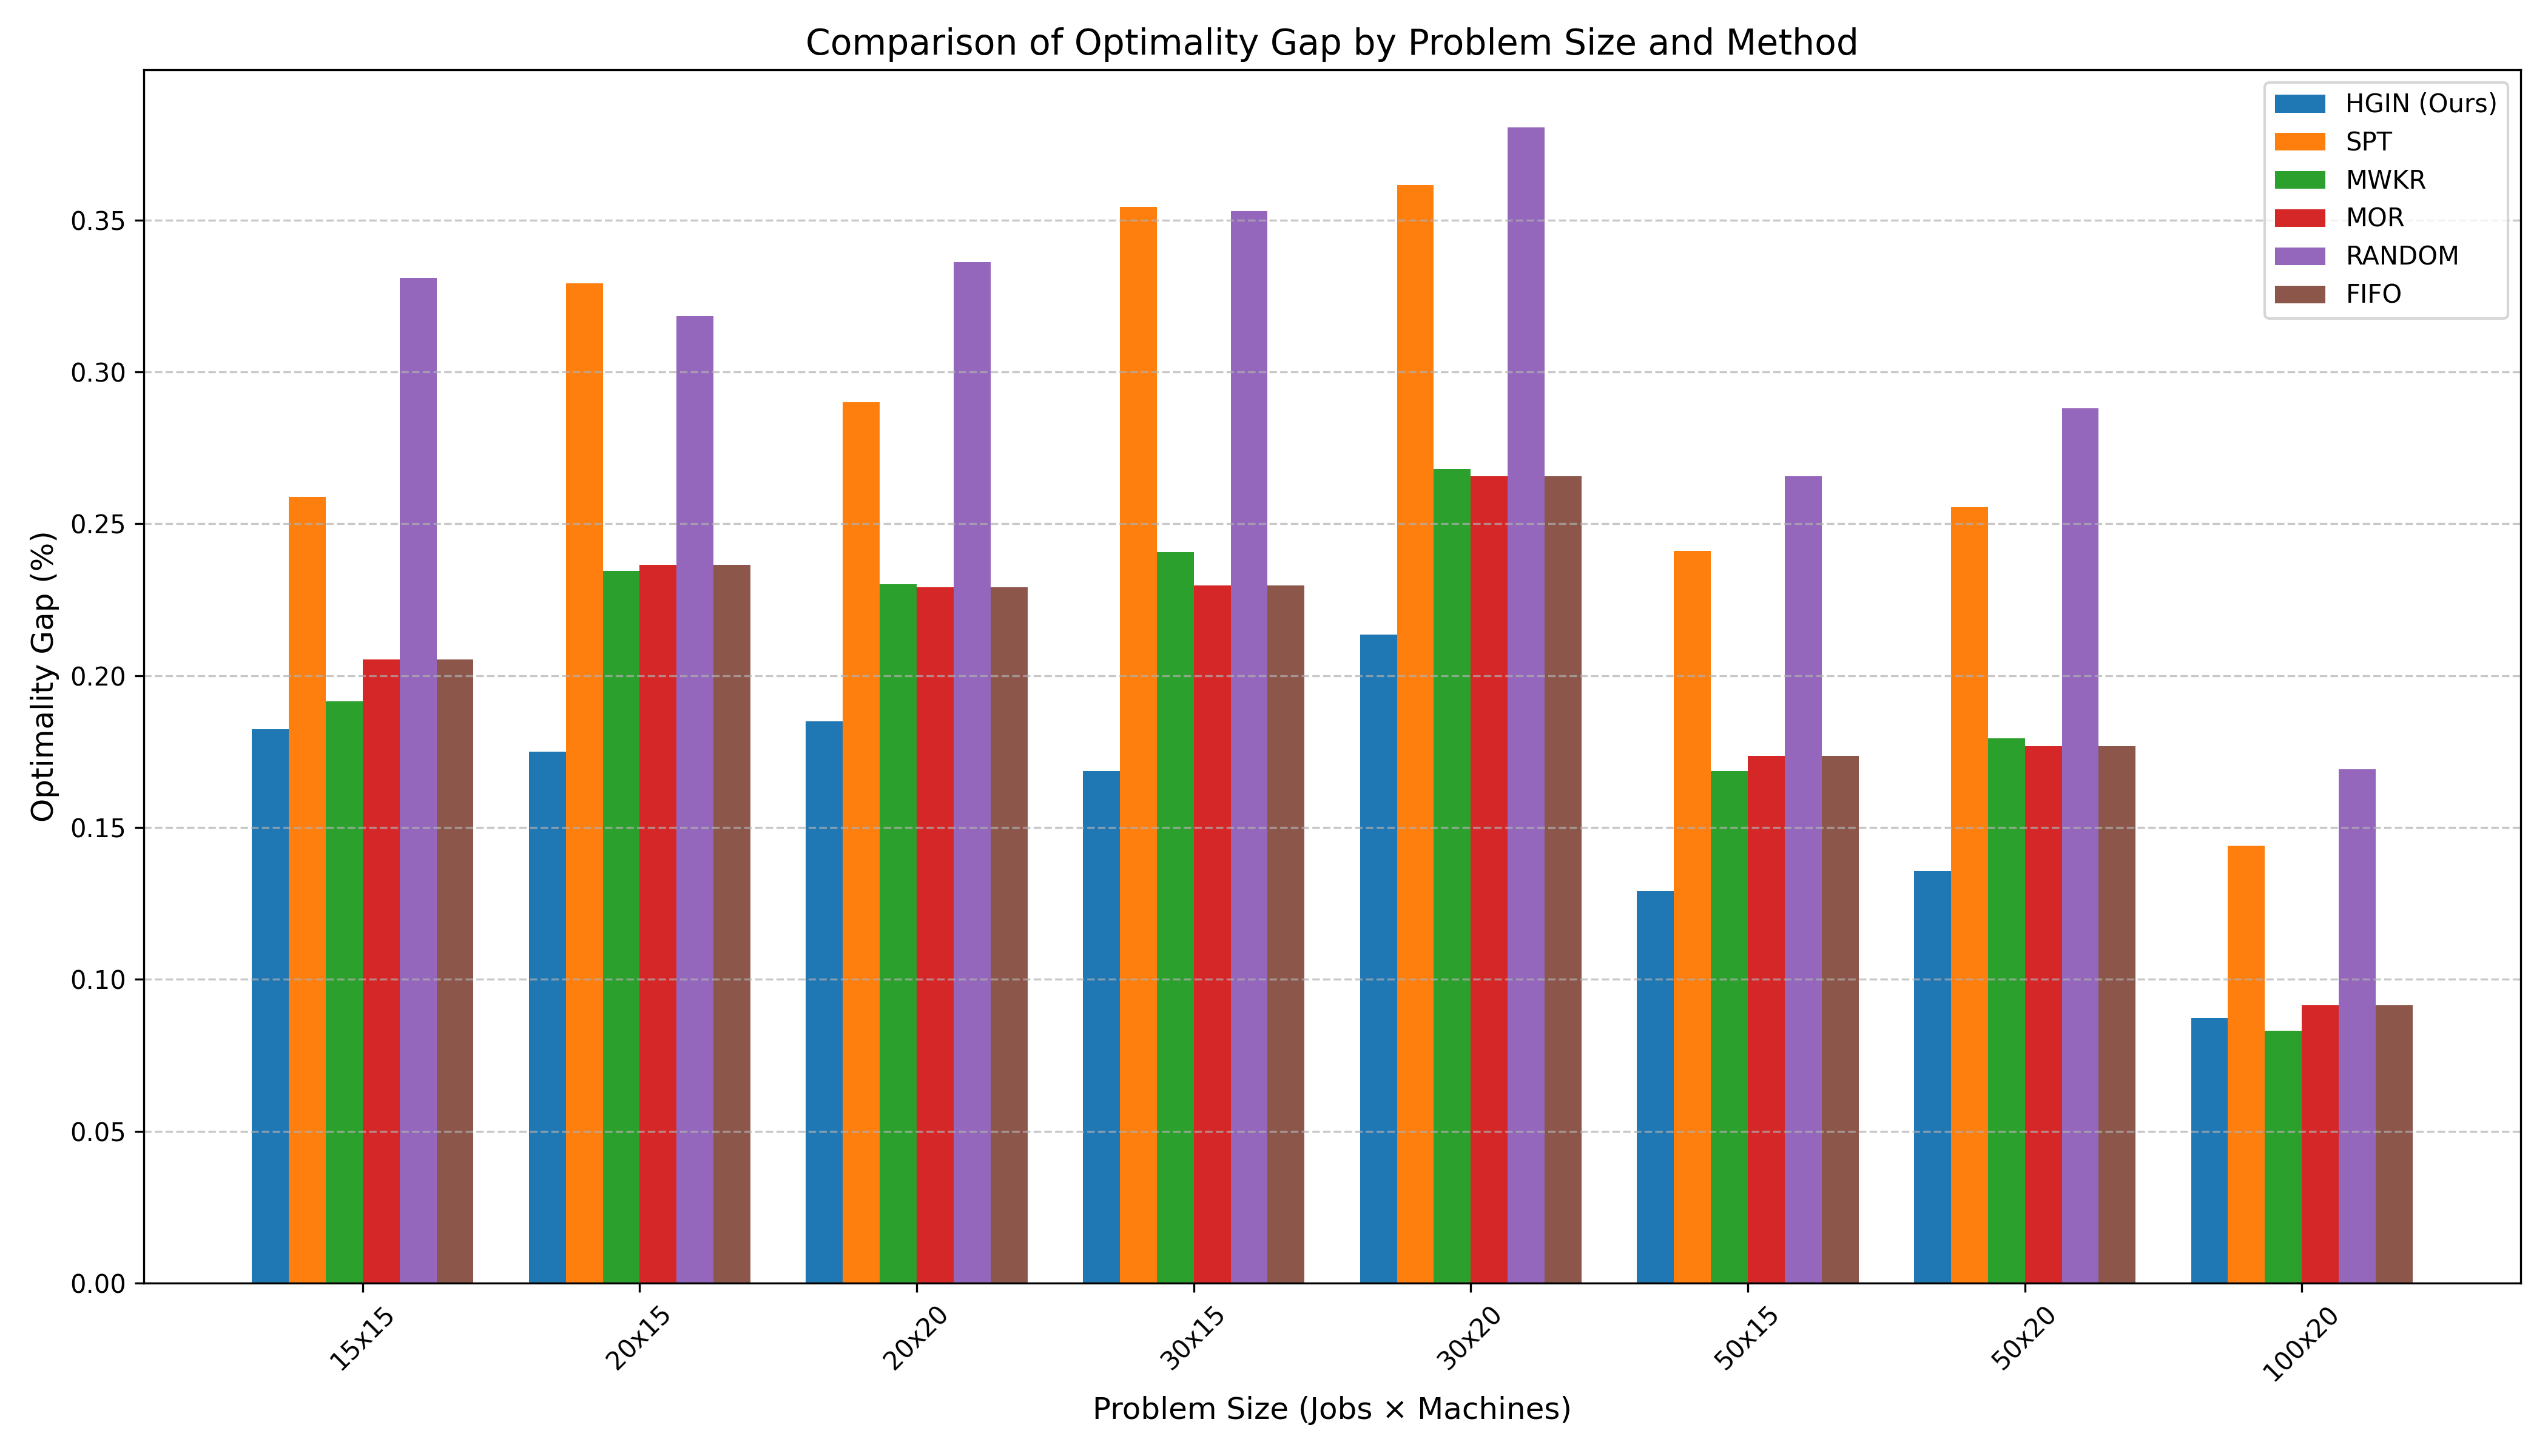 Comparison of Optimality Gap by Problem Size and Method
HGIN (Ours)
SPT
MWKR
MOR
RANDOM
FIFO
Optimality Gap (%)
0.35
0.30
0.25
0.20
0.15
0.10
0.05
0.00
15x15
20x15
20x20
30x15
30x20
50x15
50x20
100x20
Problem Size (Jobs × Machines)